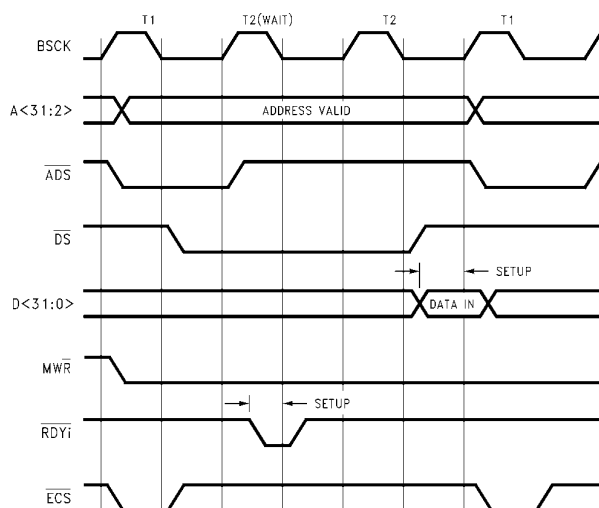 T1 T2(WAIT) T2 T1
BSCK
A<31:2> ADDRESS VALID
ADS
DS
SETUP
D<31:0> DATA IN
MWR
SETUP
RDYi
ECS